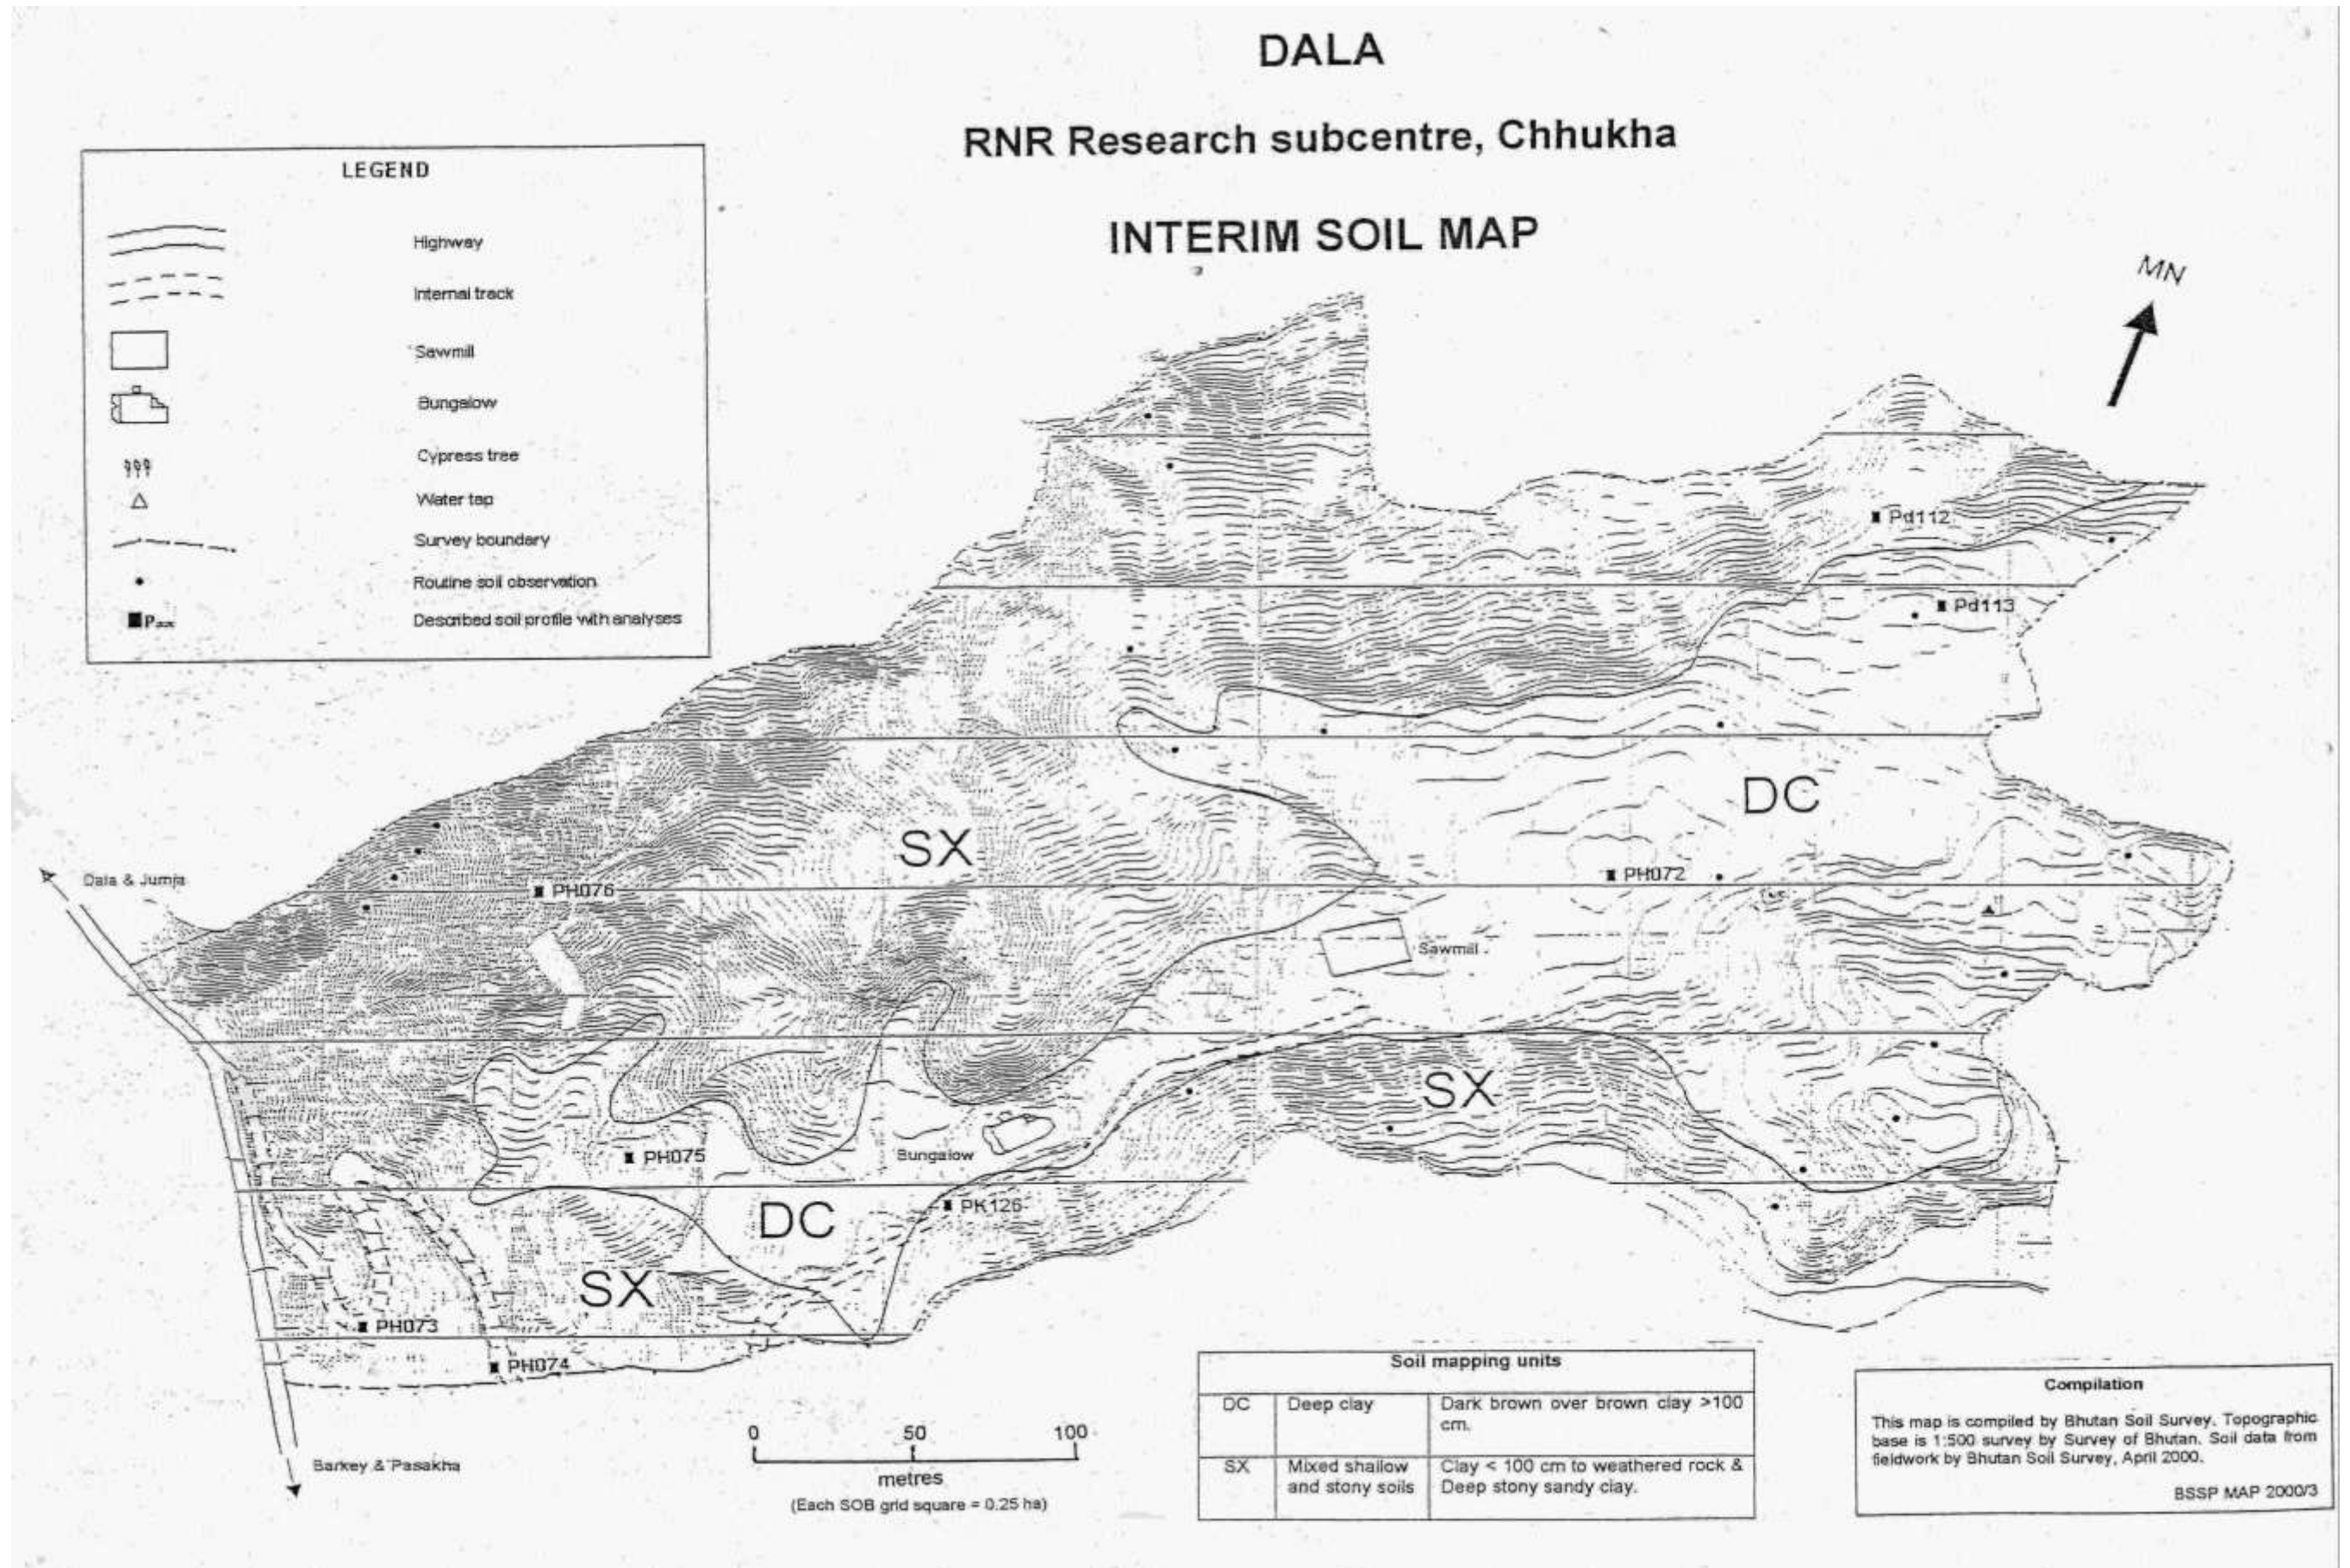 DALA
RNR Research subcentre, Chhukha
INTERIM SOIL MAP
LEGEND
Highway
Internal track
Sawmill
Bungalow
Cypress tree
Water tap
Survey boundary
Routine soil observation
Described soil profile with analyses
MN
Pd112
Pd113
DC
SX
PH072
PH076
Dala & Jumja
Sawmill
SX
PH075
Bungalow
DC
PK126
SX
PH073
PH074
Barkey & Pasakha
0 50 100
metres
(Each SOB grid square = 0.25 ha)
Soil mapping units
DC Deep clay Dark brown over brown clay >100
cm.
SX Mixed shallow Clay < 100 cm to weathered rock &
and stony soils Deep stony sandy clay.
Compilation
This map is compiled by Bhutan Soil Survey. Topographic
base is 1:500 survey by Survey of Bhutan. Soil data from
fieldwork by Bhutan Soil Survey, April 2000.
BSSP MAP 2000/3